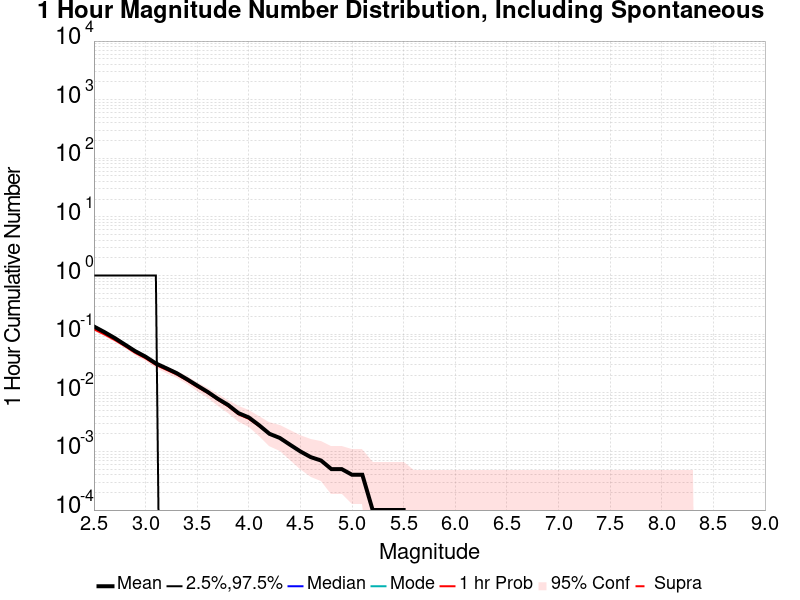 1 Hour Magnitude Number Distribution, Including Spontaneous
1 Hour Cumulative Number
10^4
10^3
10^2
10^1
10^0
10^-1
10^-2
10^-3
10^-4
2.5 3.0 3.5 4.0 4.5 5.0 5.5 6.0 6.5 7.0 7.5 8.0 8.5 9.0
Magnitude
Mean 2.5%,97.5% Median Mode 1 hr Prob 95% Conf Supra